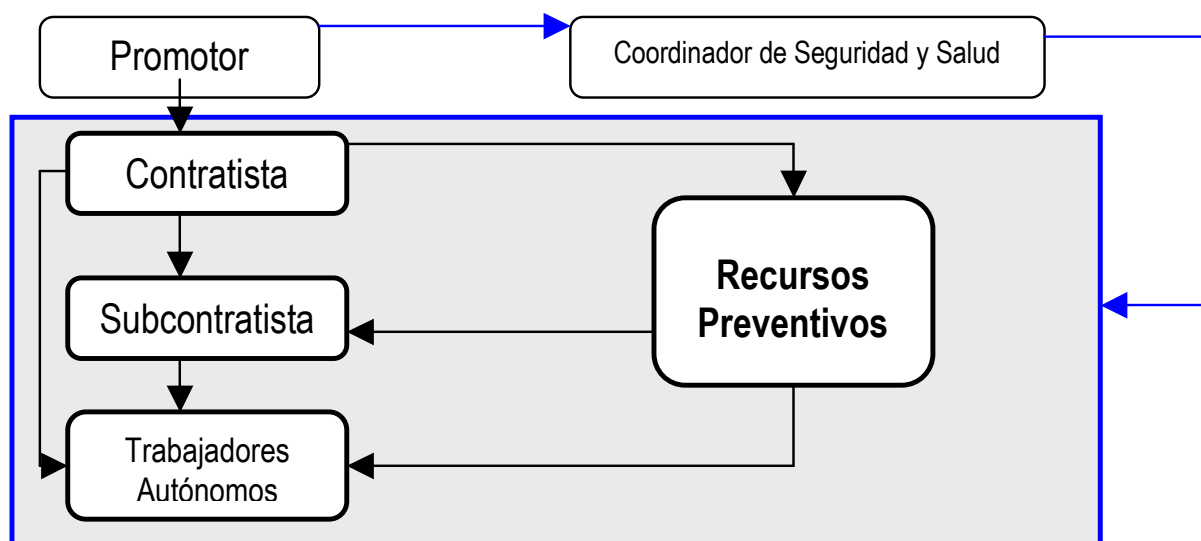 Promotor
Coordinador de Seguridad y Salud
Contratista
Recursos
Preventivos
Subcontratista
Trabajadores
Autónomos